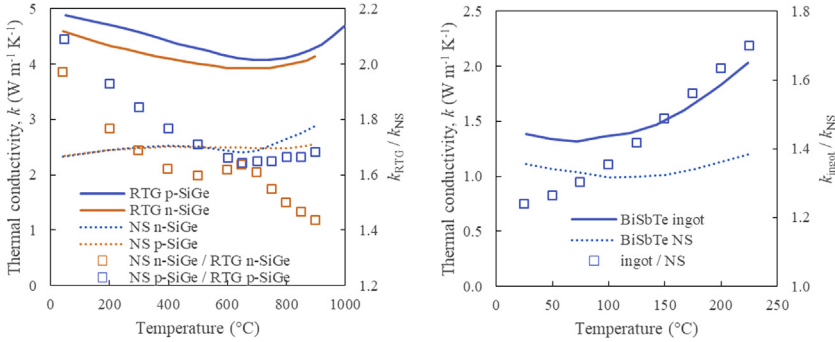 5
4
3
2
1
0
Thermal conductivity, k (W m⁻¹ K⁻¹)
2.2
2.0
1.8
1.6
1.4
1.2
k_RTG / k_NS
RTG p-SiGe
RTG n-SiGe
NS n-SiGe
NS p-SiGe
NS n-SiGe / RTG n-SiGe
NS p-SiGe / RTG p-SiGe
0 200 400 600 800 1000
Temperature (°C)
2.5
2.0
1.5
1.0
0.5
0.0
Thermal conductivity, k (W m⁻¹ K⁻¹)
1.8
1.6
1.4
1.2
1.0
k_ingot / k_NS
BiSbTe ingot
BiSbTe NS
ingot / NS
0 50 100 150 200 250
Temperature (°C)